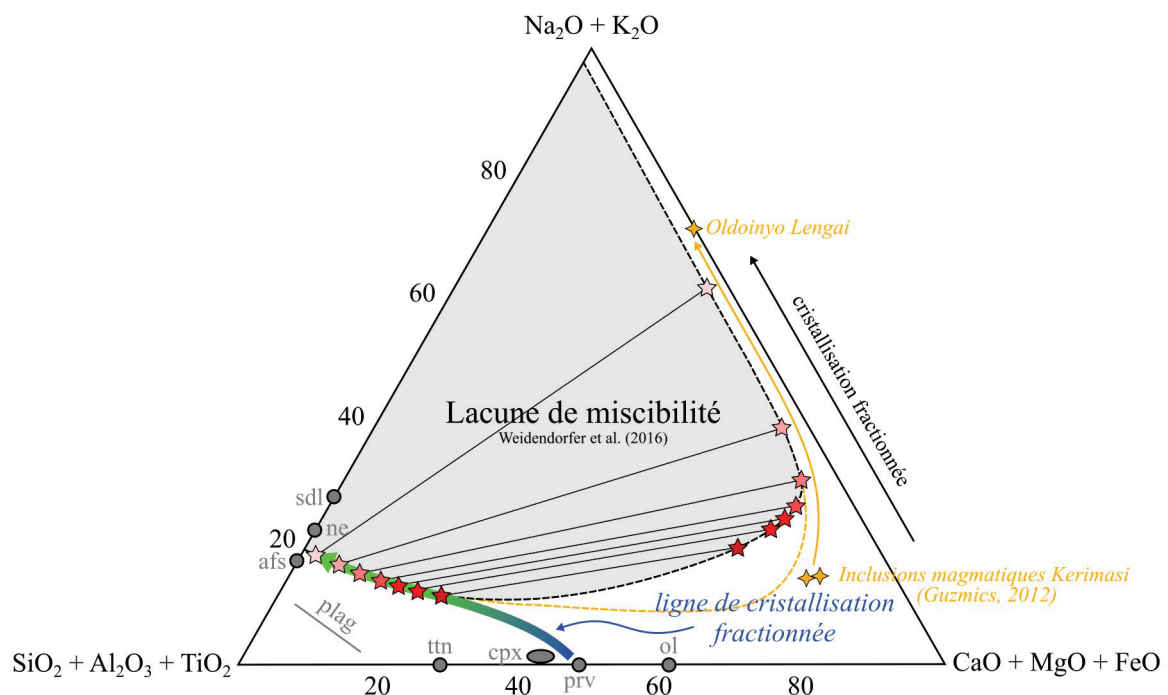 Na₂O + K₂O
80
Oldoinyo Lengai
60
cristallisation fractionnée
40
Lacune de miscibilité
Weidendorfer et al. (2016)
sdl
ne
20
afs
Inclusions magmatiques Kerimasi
(Guzmics, 2012)
plag
ligne de cristallisation
fractionnée
ttn
cpx
ol
SiO₂ + Al₂O₃ + TiO₂
CaO + MgO + FeO
20
40
prv
60
80